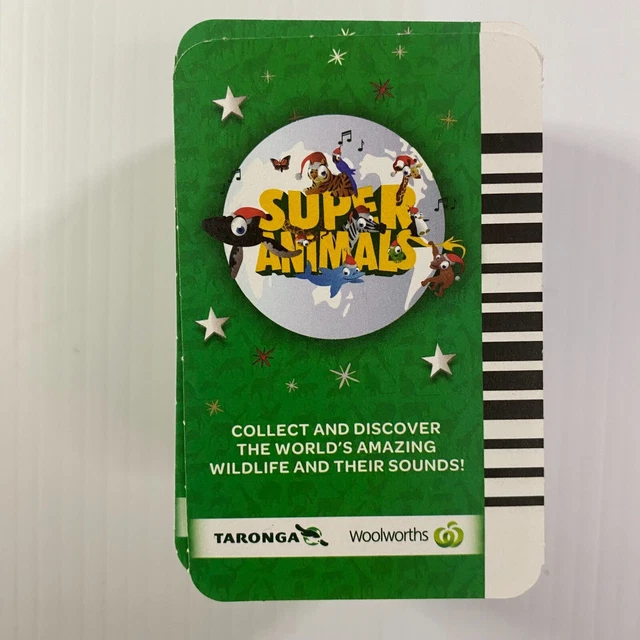 SUPER
ANIMALS
COLLECT AND DISCOVER
THE WORLD'S AMAZING
WILDLIFE AND THEIR SOUNDS!
TARONGA Woolworths